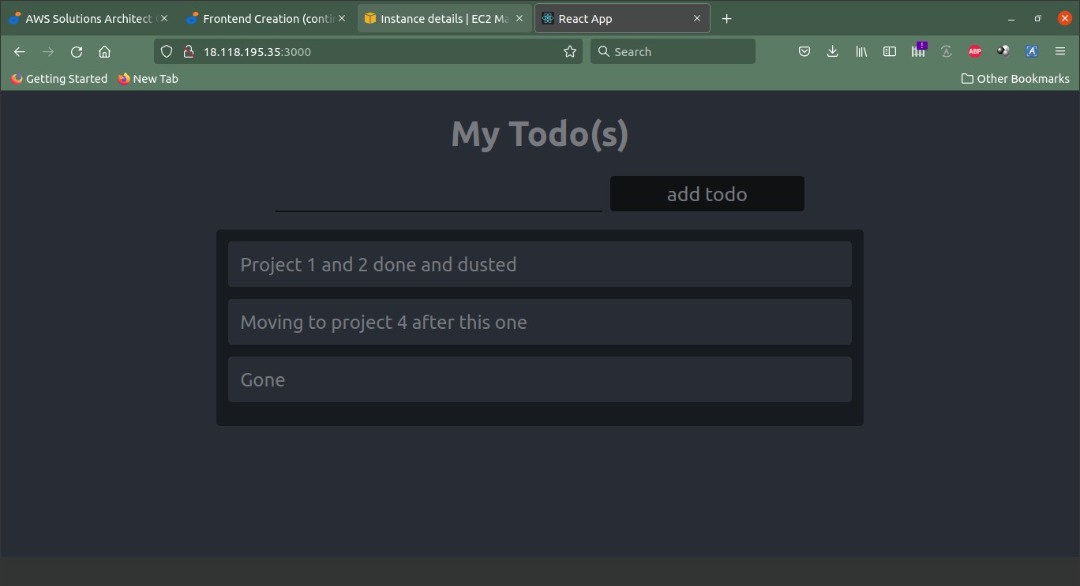 AWS Solutions Architect
Frontend Creation (conti
Instance details | EC2 Ma
React App
18.118.195.35:3000
Search
ABP
Getting Started
New Tab
Other Bookmarks
My Todo(s)
add todo
Project 1 and 2 done and dusted
Moving to project 4 after this one
Gone